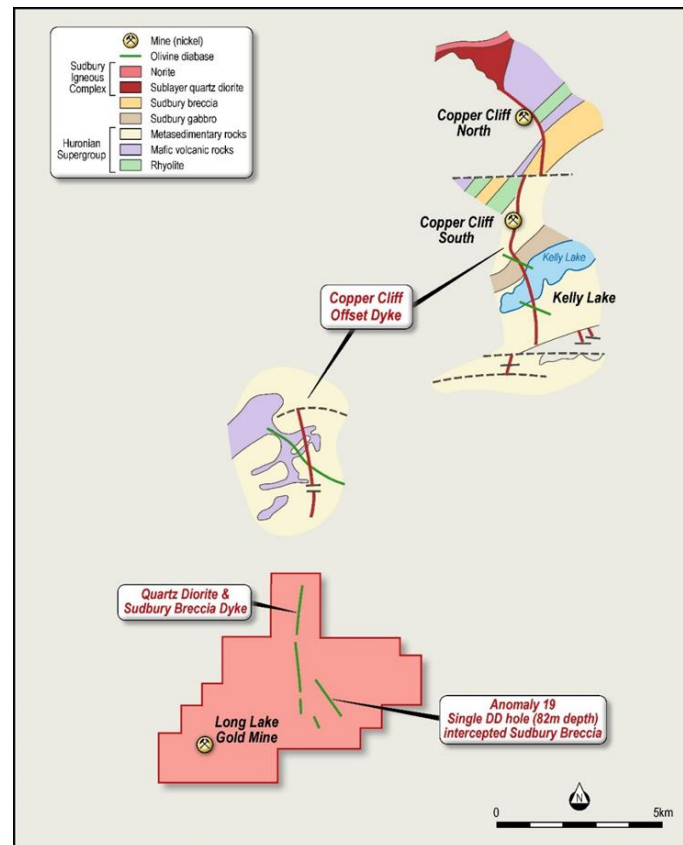 Mine (nickel)
Olivine diabase
Sudbury
Igneous
Complex
Norite
Sublayer quartz diorite
Sudbury breccia
Sudbury gabbro
Huronian
Supergroup
Metasedimentary rocks
Mafic volcanic rocks
Rhyolite
Copper Cliff
North
Copper Cliff
South
Kelly Lake
Kelly Lake
Copper Cliff
Offset Dyke
Quartz Diorite &
Sudbury Breccia Dyke
Long Lake
Gold Mine
Anomaly 19
Single DD hole (82m depth)
intercepted Sudbury Breccia
N
0
5km